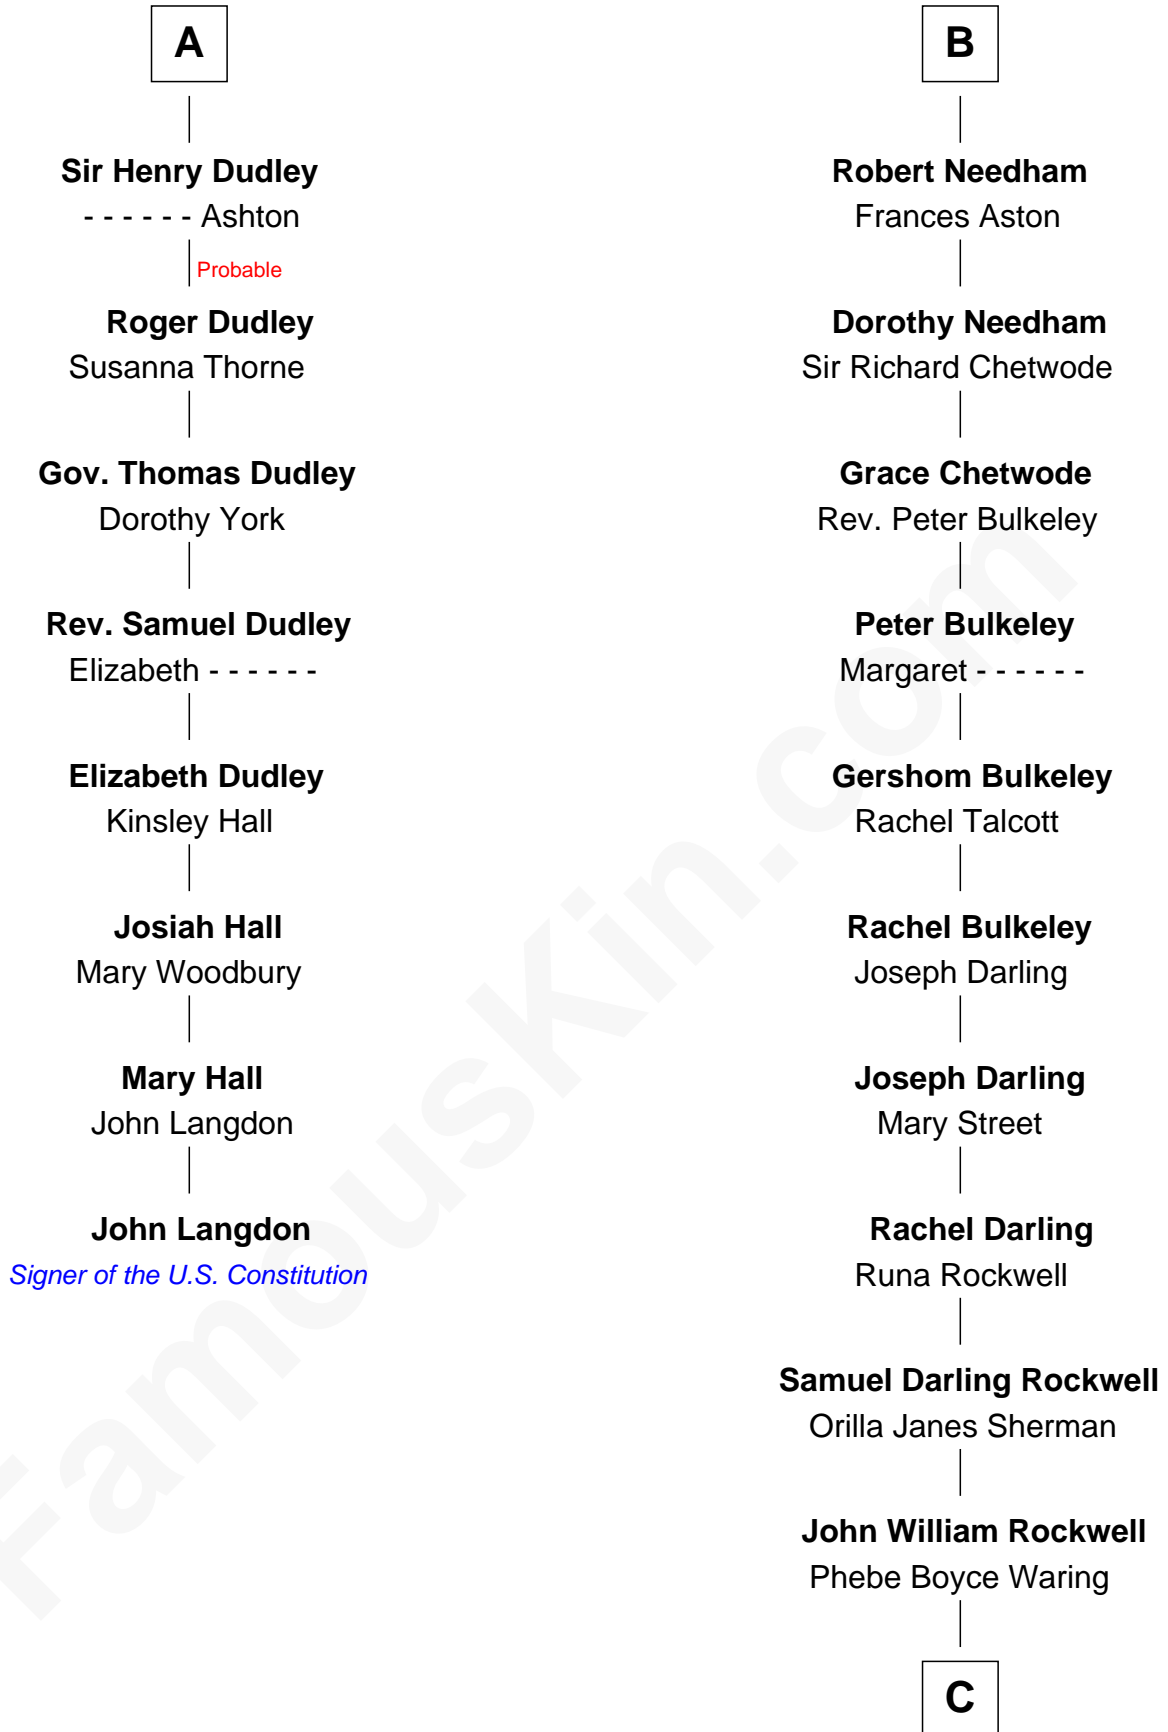 A
Sir Henry Dudley
- - - - - - Ashton
Probable
Roger Dudley
Susanna Thorne
Gov. Thomas Dudley
Dorothy York
Rev. Samuel Dudley
Elizabeth - - - - - -
Elizabeth Dudley
Kinsley Hall
Josiah Hall
Mary Woodbury
Mary Hall
John Langdon
John Langdon
Signer of the U.S. Constitution
B
Robert Needham
Frances Aston
Dorothy Needham
Sir Richard Chetwode
Grace Chetwode
Rev. Peter Bulkeley
Peter Bulkeley
Margaret - - - - - -
Gershom Bulkeley
Rachel Talcott
Rachel Bulkeley
Joseph Darling
Joseph Darling
Mary Street
Rachel Darling
Runa Rockwell
Samuel Darling Rockwell
Orilla Janes Sherman
John William Rockwell
Phebe Boyce Waring
C
FamousKin.com